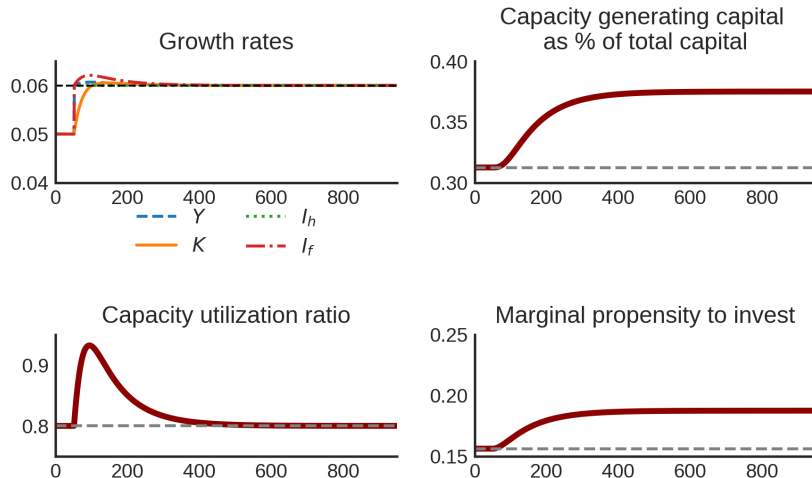 Growth rates
0.06
0.05
0.04
0 200 400 600 800
Y I_h
K I_f
Capacity generating capital
as % of total capital
0.40
0.35
0.30
0 200 400 600 800
Capacity utilization ratio
0.9
0.8
0 200 400 600 800
Marginal propensity to invest
0.25
0.20
0.15
0 200 400 600 800